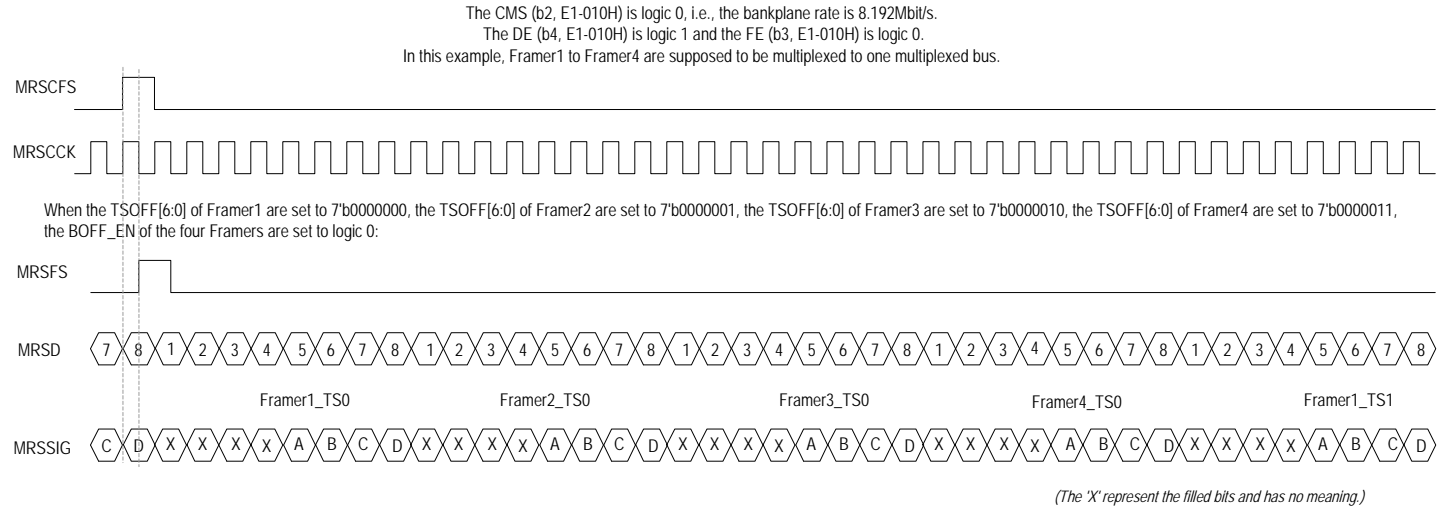 The CMS (b2, E1-010H) is logic 0, i.e., the bankplane rate is 8.192Mbit/s.
The DE (b4, E1-010H) is logic 1 and the FE (b3, E1-010H) is logic 0.
In this example, Framer1 to Framer4 are supposed to be multiplexed to one multiplexed bus.
MRSCFS
MRSCCK
When the TSOFF[6:0] of Framer1 are set to 7'b0000000, the TSOFF[6:0] of Framer2 are set to 7'b0000001, the TSOFF[6:0] of Framer3 are set to 7'b0000010, the TSOFF[6:0] of Framer4 are set to 7'b0000011,
the BOFF_EN of the four Framers are set to logic 0:
MRSFS
MRSD 7 8 1 2 3 4 5 6 7 8 1 2 3 4 5 6 7 8 1 2 3 4 5 6 7 8 1 2 3 4 5 6 7 8 1 2 3 4 5 6 7 8
Framer1_TS0 Framer2_TS0 Framer3_TS0 Framer4_TS0 Framer1_TS1
MRSSIG C D X X X X A B C D X X X X A B C D X X X X A B C D X X X X A B C D X X X X A B C D
(The 'X' represent the filled bits and has no meaning.)